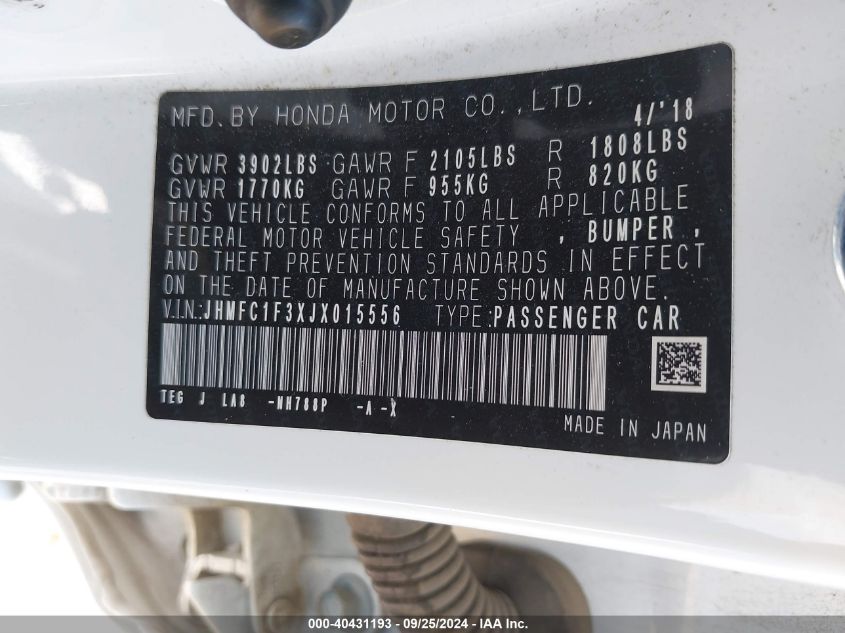 MFD. BY HONDA MOTOR CO., LTD. 4/'18
GVWR 3902LBS GAWR F 2105LBS R 1808LBS
GVWR 1770KG GAWR F 955KG R 820KG
THIS VEHICLE CONFORMS TO ALL APPLICABLE
FEDERAL MOTOR VEHICLE SAFETY , BUMPER ,
AND THEFT PREVENTION STANDARDS IN EFFECT
ON THE DATE OF MANUFACTURE SHOWN ABOVE.
V.I.N: JHMFC1F3XJX015556 TYPE: PASSENGER CAR
TEG J LA8 -NH788P -A -X
MADE IN JAPAN
000-40431193 - 09/25/2024 - IAA, Inc.